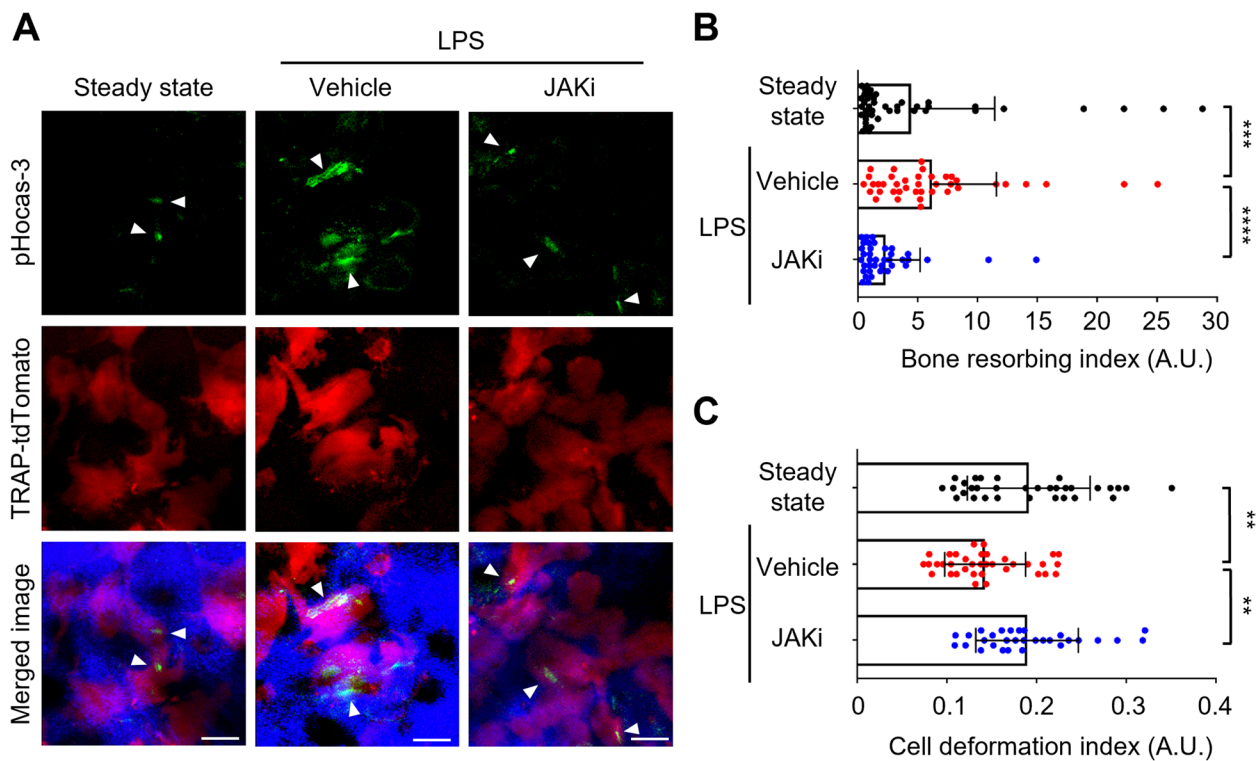 A
LPS
Steady state
Vehicle
JAKi
pHocas-3
TRAP-tdTomato
Merged image
B
Steady
state
Vehicle
LPS
JAKi
***
****
0 5 10 15 20 25 30
Bone resorbing index (A.U.)
C
Steady
state
Vehicle
LPS
JAKi
**
**
0 0.1 0.2 0.3 0.4
Cell deformation index (A.U.)